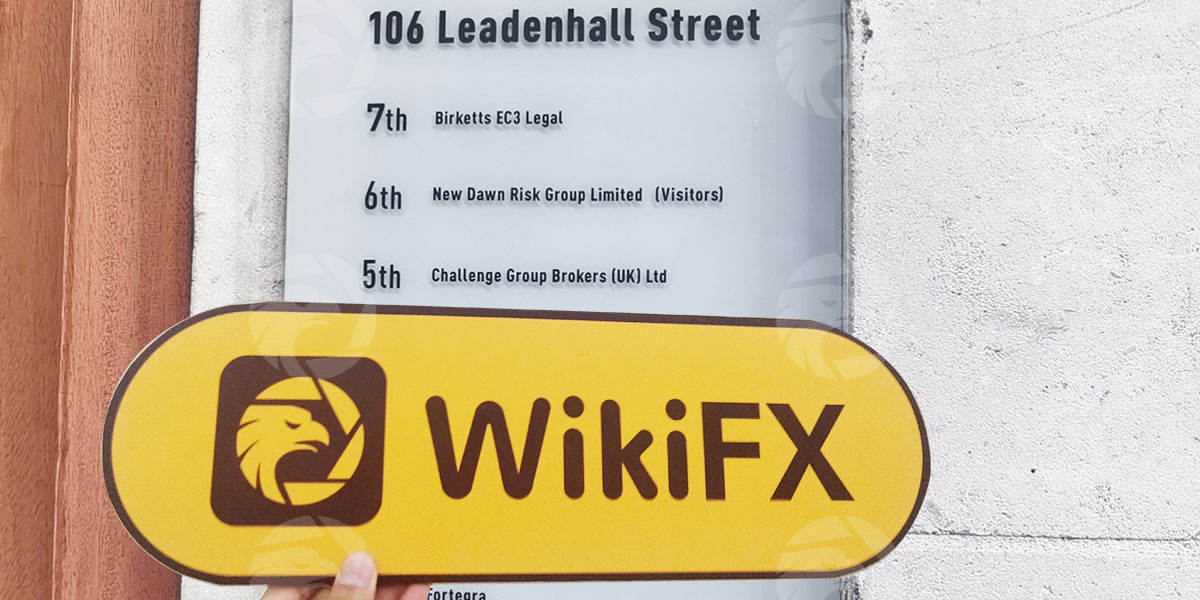 106 Leadenhall Street
7th Birketts EC3 Legal
6th New Dawn Risk Group Limited (Visitors)
5th Challenge Group Brokers (UK) Ltd
WikiFX
Fortegra